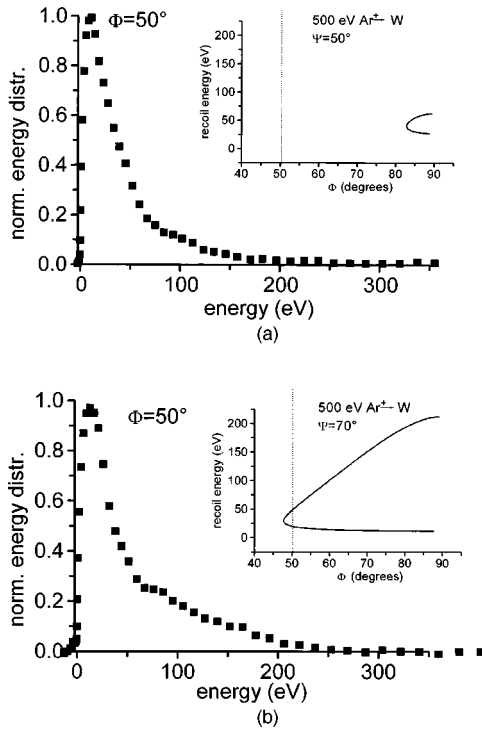 Φ=50°
500 eV Ar⁺→ W
Ψ=50°
recoil energy (eV)
200
150
100
50
0
40 50 60 70 80 90
Φ (degrees)
norm. energy distr.
1.0
0.8
0.6
0.4
0.2
0.0
0 100 200 300
energy (eV)
(a)
Φ=50°
500 eV Ar⁺→ W
Ψ=70°
recoil energy (eV)
200
150
100
50
0
40 50 60 70 80 90
Φ (degrees)
norm. energy distr.
1.0
0.8
0.6
0.4
0.2
0.0
0 100 200 300
energy (eV)
(b)